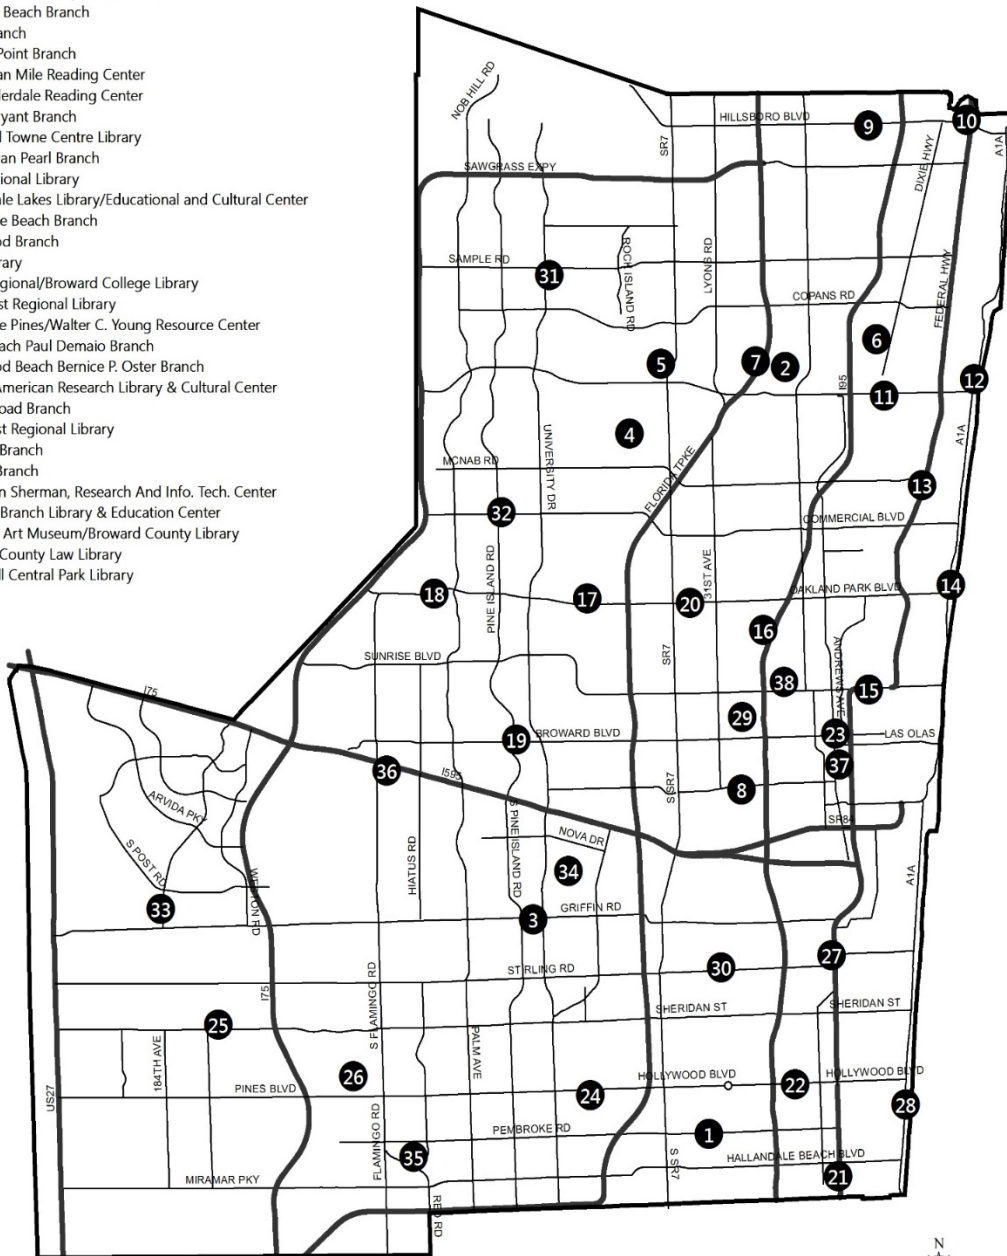 Beach Branch
anch
Point Branch
an Mile Reading Center
derdale Reading Center
ryant Branch
l Towne Centre Library
an Pearl Branch
gional Library
ale Lakes Library/Educational and Cultural Center
le Beach Branch
od Branch
rary
egional/Broward College Library
est Regional Library
e Pines/Walter C. Young Resource Center
ach Paul Demaio Branch
od Beach Bernice P. Oster Branch
American Research Library & Cultural Center
oad Branch
st Regional Library
Branch
Branch
n Sherman, Research And Info. Tech. Center
Branch Library & Education Center
Art Museum/Broward County Library
County Law Library
ll Central Park Library
NOB HILL RD
HILLSBORO BLVD
9
10
SR7
A1A
DIXIE HWY
SAWGRASS EXPY
ROCK ISLAND RD
LYONS RD
SAMPLE RD
31
FEDERAL HWY
COPANS RD
6
5
7
2
12
I95
11
4
A1A
UNIVERSITY DR
MCNAB RD
FLORIDA TPKE
13
32
COMMERCIAL BLVD
PINE ISLAND RD
31ST AVE
14
18
17
20
OAKLAND PARK BLVD
16
SR7
SUNRISE BLVD
ANDREWS AVE
38
15
I75
29
19
BROWARD BLVD
23
LAS OLAS
36
I595
37
S SR7
8
ARVIDA PKY
S PINE ISLAND RD
SR84
NOVA DR
S POST RD
HIATUS RD
34
A1A
WESTON RD
33
GRIFFIN RD
3
27
STIRLING RD
30
S FLAMINGO RD
I75
SHERIDAN ST
SHERIDAN ST
25
184TH AVE
PALM AVE
26
HOLLYWOOD BLVD
22
HOLLYWOOD BLVD
US27
PINES BLVD
24
28
FLAMINGO RD
PEMBROKE RD
1
35
HALLANDALE BEACH BLVD
S SR7
21
MIRAMAR PKY
RED RD
N